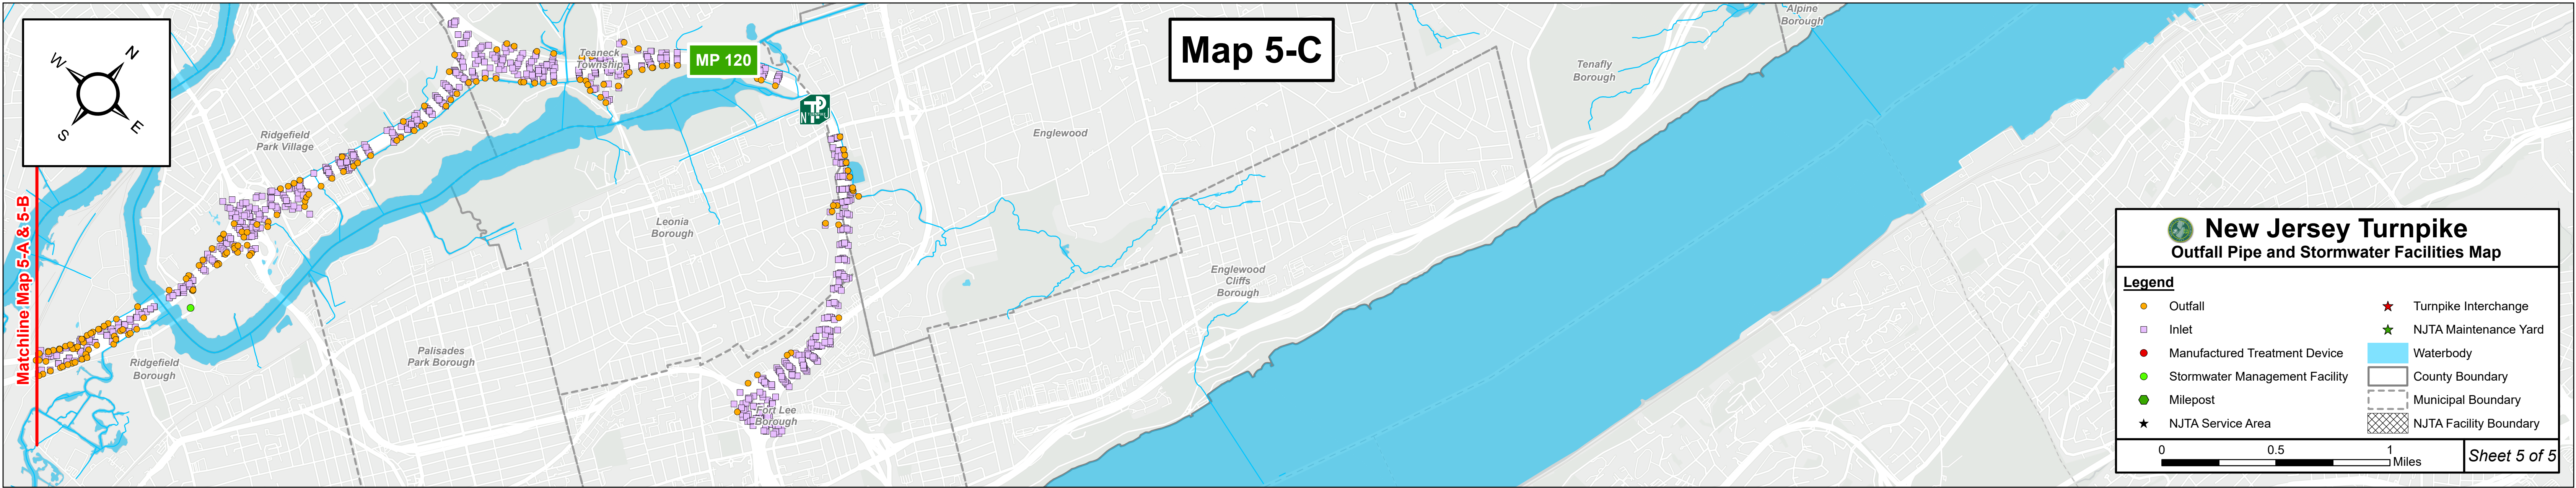 Map 5-C
N
W
E
S
Alpine
Borough
Tenafly
Borough
Teaneck
Township
MP 120
NTPU
Englewood
Ridgefield
Park Village
Leonia
Borough
Englewood
Cliffs
Borough
Matchline Map 5-A & 5-B
Palisades
Park Borough
Ridgefield
Borough
Fort Lee
Borough
New Jersey Turnpike
Outfall Pipe and Stormwater Facilities Map
Legend
Outfall
Inlet
Manufactured Treatment Device
Stormwater Management Facility
Milepost
NJTA Service Area
Turnpike Interchange
NJTA Maintenance Yard
Waterbody
County Boundary
Municipal Boundary
NJTA Facility Boundary
0 0.5 1
Miles
Sheet 5 of 5